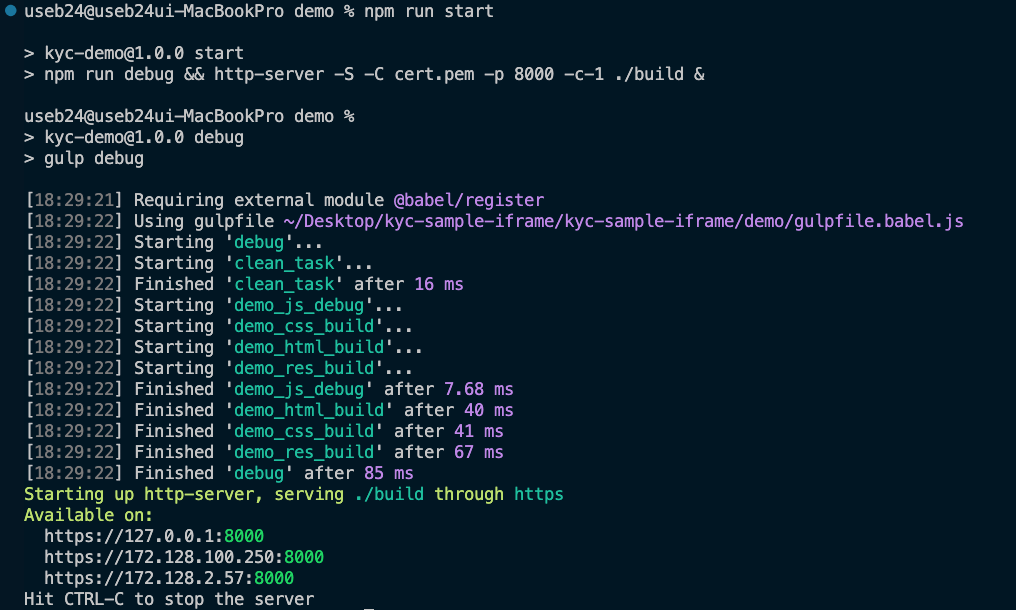 useb24@useb24ui-MacBookPro demo % npm run start
> kyc-demo@1.0.0 start
> npm run debug && http-server -S -C cert.pem -p 8000 -c-1 ./build &
useb24@useb24ui-MacBookPro demo %
> kyc-demo@1.0.0 debug
> gulp debug
[18:29:21] Requiring external module @babel/register
[18:29:22] Using gulpfile ~/Desktop/kyc-sample-iframe/kyc-sample-iframe/demo/gulpfile.babel.js
[18:29:22] Starting 'debug'...
[18:29:22] Starting 'clean_task'...
[18:29:22] Finished 'clean_task' after 16 ms
[18:29:22] Starting 'demo_js_debug'...
[18:29:22] Starting 'demo_css_build'...
[18:29:22] Starting 'demo_html_build'...
[18:29:22] Starting 'demo_res_build'...
[18:29:22] Finished 'demo_js_debug' after 7.68 ms
[18:29:22] Finished 'demo_html_build' after 40 ms
[18:29:22] Finished 'demo_css_build' after 41 ms
[18:29:22] Finished 'demo_res_build' after 67 ms
[18:29:22] Finished 'debug' after 85 ms
Starting up http-server, serving ./build through https
Available on:
https://127.0.0.1:8000
https://172.128.100.250:8000
https://172.128.2.57:8000
Hit CTRL-C to stop the server